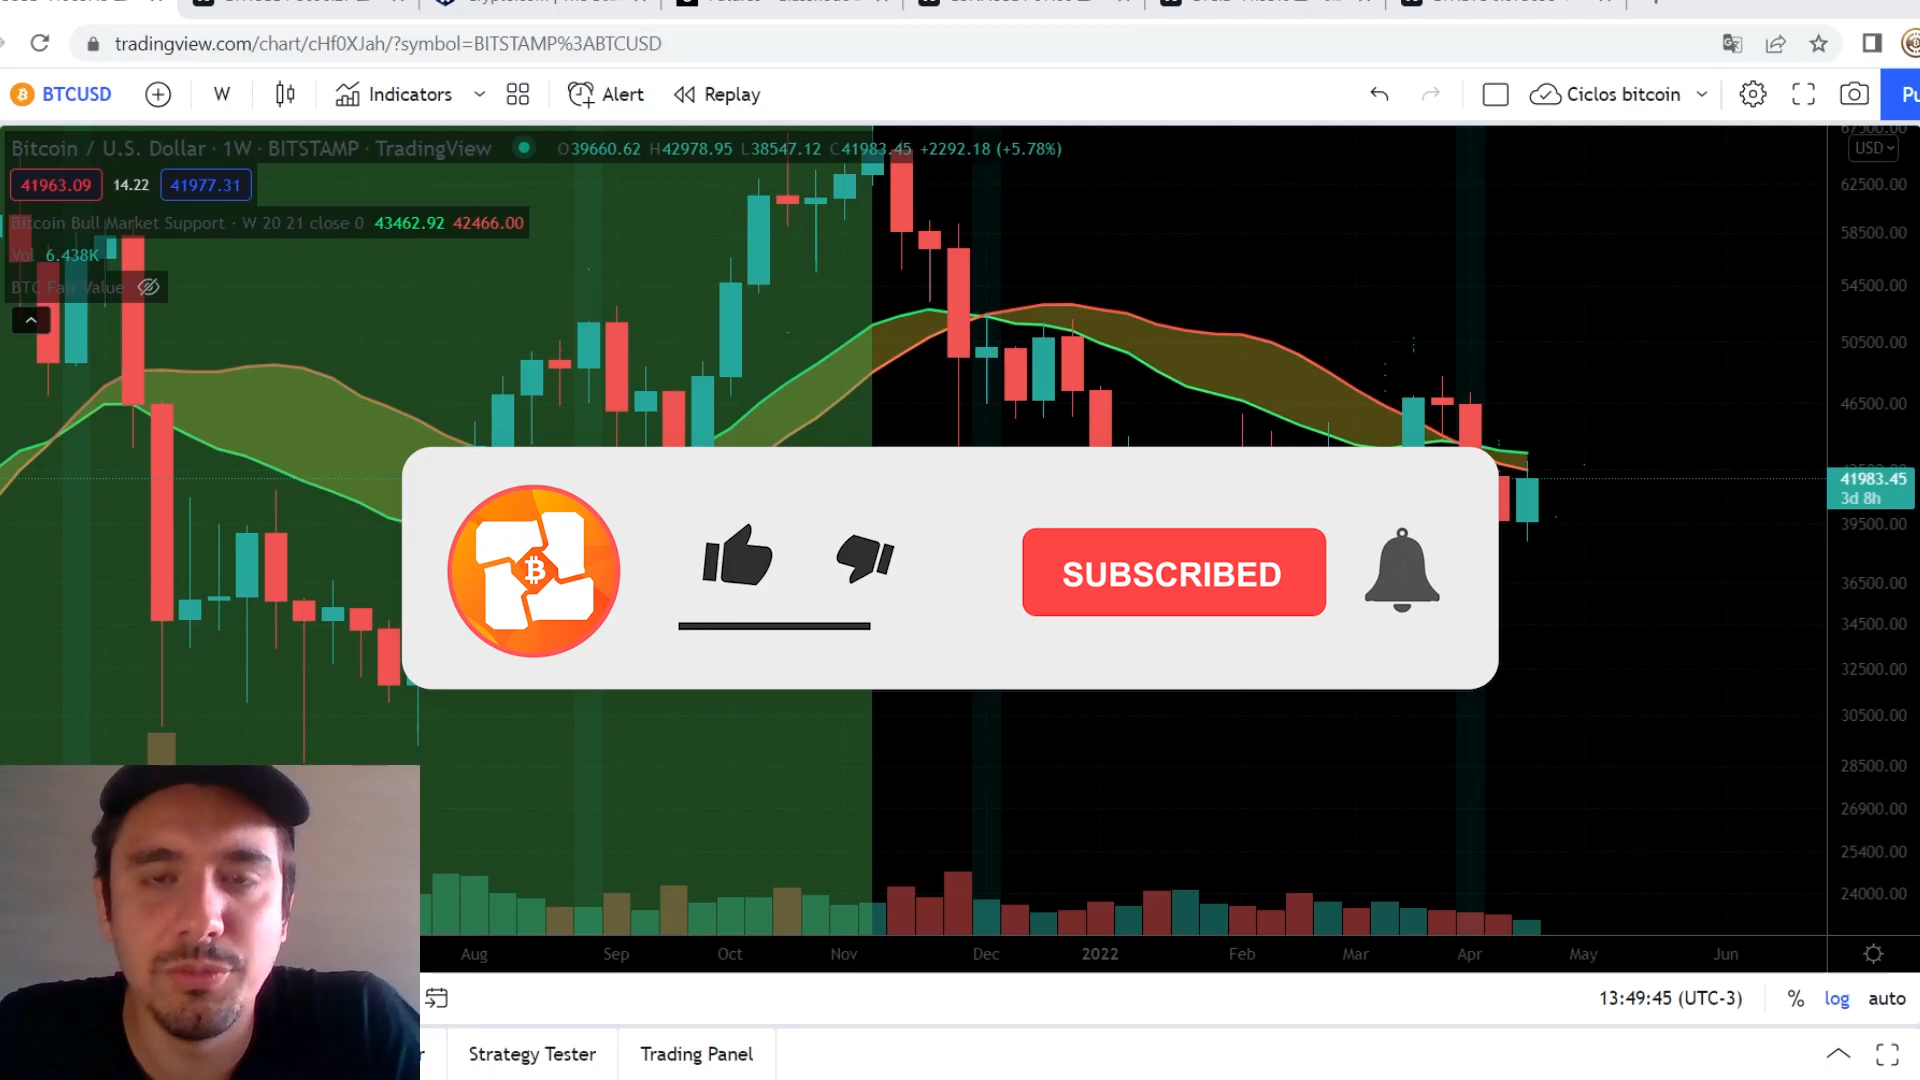 tradingview.com/chart/cHf0XJah/?symbol=BITSTAMP%3ABTCUSD
BTCUSD W Indicators Alert Replay Ciclos bitcoin Pu
Bitcoin / U.S. Dollar · 1W · BITSTAMP · TradingView O39660.62 H42978.95 L38547.12 C41983.45 +2292.18 (+5.78%)
USD
41963.09 14.22 41977.31
Bitcoin Bull Market Support · W 20 21 close 0 43462.92 42466.00
Vol 6.438K
BTC Fair Value
67500.00
62500.00
58500.00
54500.00
50500.00
46500.00
41983.45
3d 8h
39500.00
36500.00
34500.00
32500.00
30500.00
28500.00
26900.00
25400.00
24000.00
SUBSCRIBED
Aug Sep Oct Nov Dec 2022 Feb Mar Apr May Jun
13:49:45 (UTC-3) % log auto
Strategy Tester Trading Panel